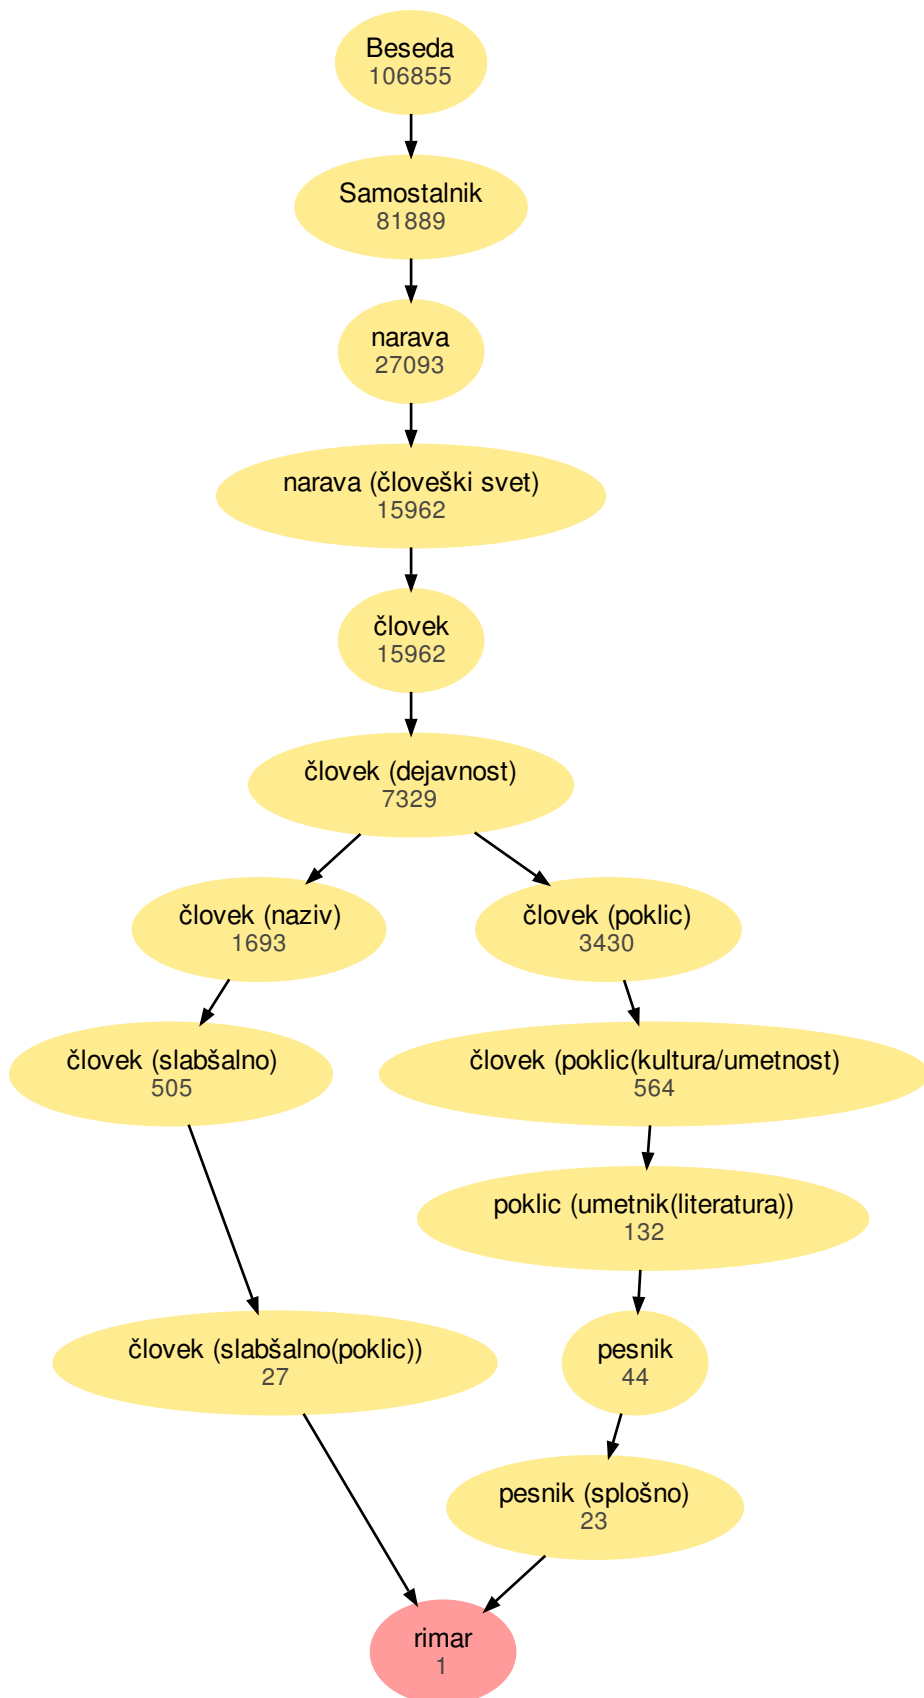 Beseda
106855
Samostalnik
81889
narava
27093
narava (človeški svet)
15962
človek
15962
človek (dejavnost)
7329
človek (naziv)
1693
človek (poklic)
3430
človek (slabšalno)
505
človek (poklic(kultura/umetnost)
564
poklic (umetnik(literatura))
132
človek (slabšalno(poklic))
27
pesnik
44
pesnik (splošno)
23
rimar
1